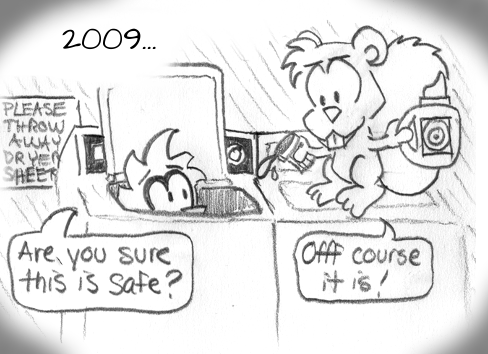 2009...
PLEASE
THROW
AWAY
DRYER
SHEET
Are you sure
this is safe?
Offf course
it is!